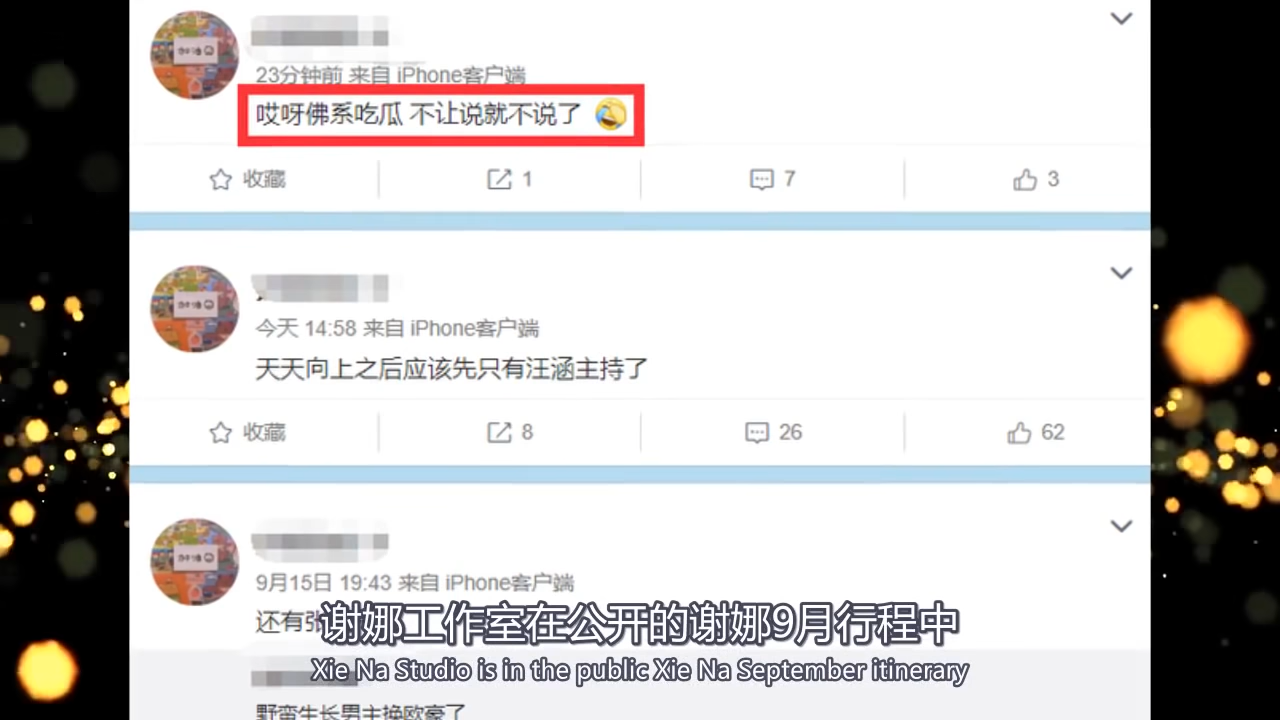 23分钟前 来自 iPhone客户端
哎呀佛系吃瓜 不让说就不说了
收藏
1
7
3
今天 14:58 来自 iPhone客户端
天天向上之后应该先只有汪涵主持了
收藏
8
26
62
9月15日 19:43 来自 iPhone客户端
还有张
谢娜工作室在公开的谢娜9月行程中
Xie Na Studio is in the public Xie Na September itinerary
野蛮生长男主换欧豪了